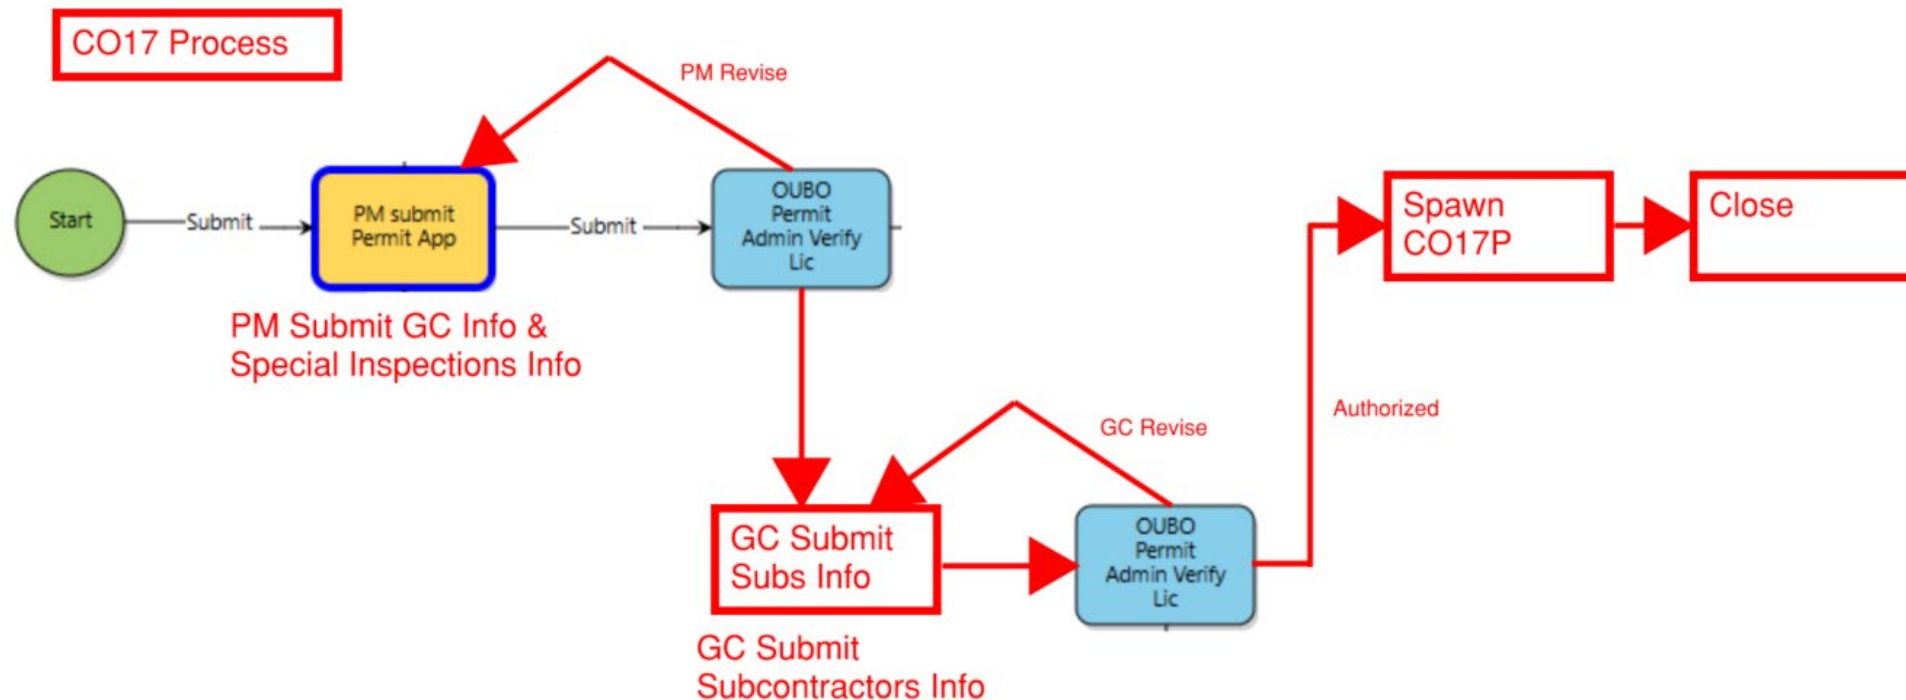 CO17 Process
PM Revise
Start
Submit
PM submit
Permit App
Submit
OUBO
Permit
Admin Verify
Lic
PM Submit GC Info &
Special Inspections Info
Spawn
CO17P
Close
Authorized
GC Revise
GC Submit
Subs Info
OUBO
Permit
Admin Verify
Lic
GC Submit
Subcontractors Info